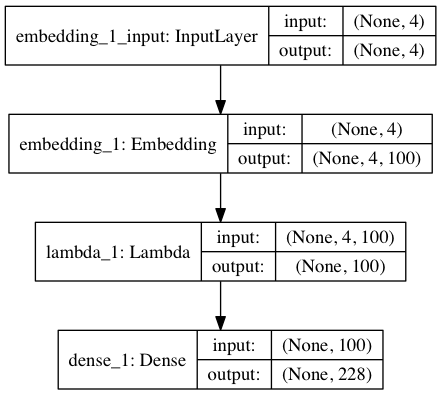 embedding_1_input: InputLayer
input: (None, 4)
output: (None, 4)
embedding_1: Embedding
input: (None, 4)
output: (None, 4, 100)
lambda_1: Lambda
input: (None, 4, 100)
output: (None, 100)
dense_1: Dense
input: (None, 100)
output: (None, 228)